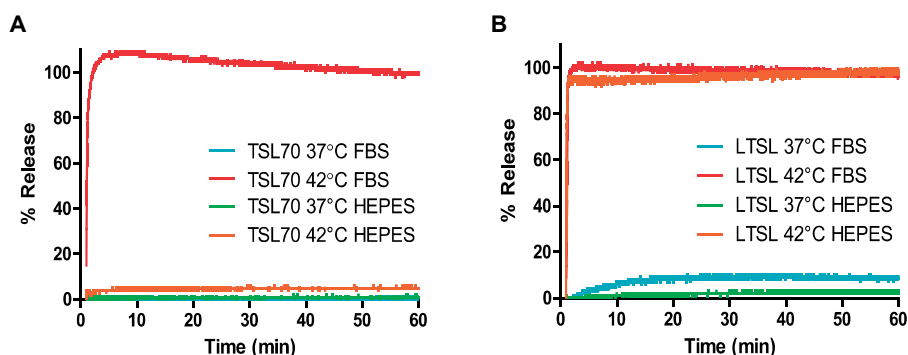 A
% Release
100
80
60
40
20
0
TSL70 37°C FBS
TSL70 42°C FBS
TSL70 37°C HEPES
TSL70 42°C HEPES
0 10 20 30 40 50 60
Time (min)
B
% Release
100
80
60
40
20
0
LTSL 37°C FBS
LTSL 42°C FBS
LTSL 37°C HEPES
LTSL 42°C HEPES
0 10 20 30 40 50 60
Time (min)